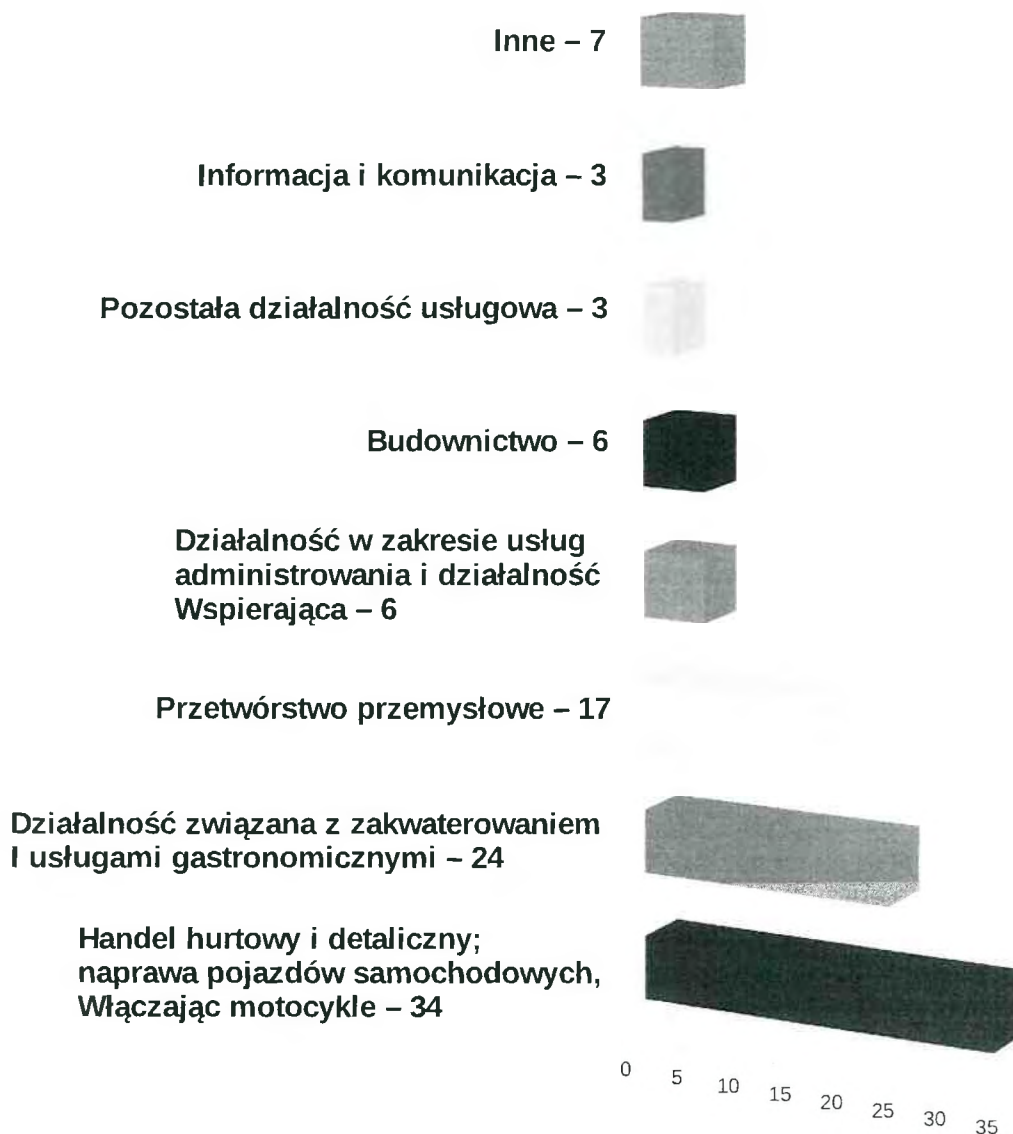 Inne – 7
Informacja i komunikacja – 3
Pozostała działalność usługowa – 3
Budownictwo – 6
Działalność w zakresie usług
administrowania i działalność
Wspierająca – 6
Przetwórstwo przemysłowe – 17
Działalność związana z zakwaterowaniem
I usługami gastronomicznymi – 24
Handel hurtowy i detaliczny;
naprawa pojazdów samochodowych,
Włączając motocykle – 34
0 5 10 15 20 25 30 35